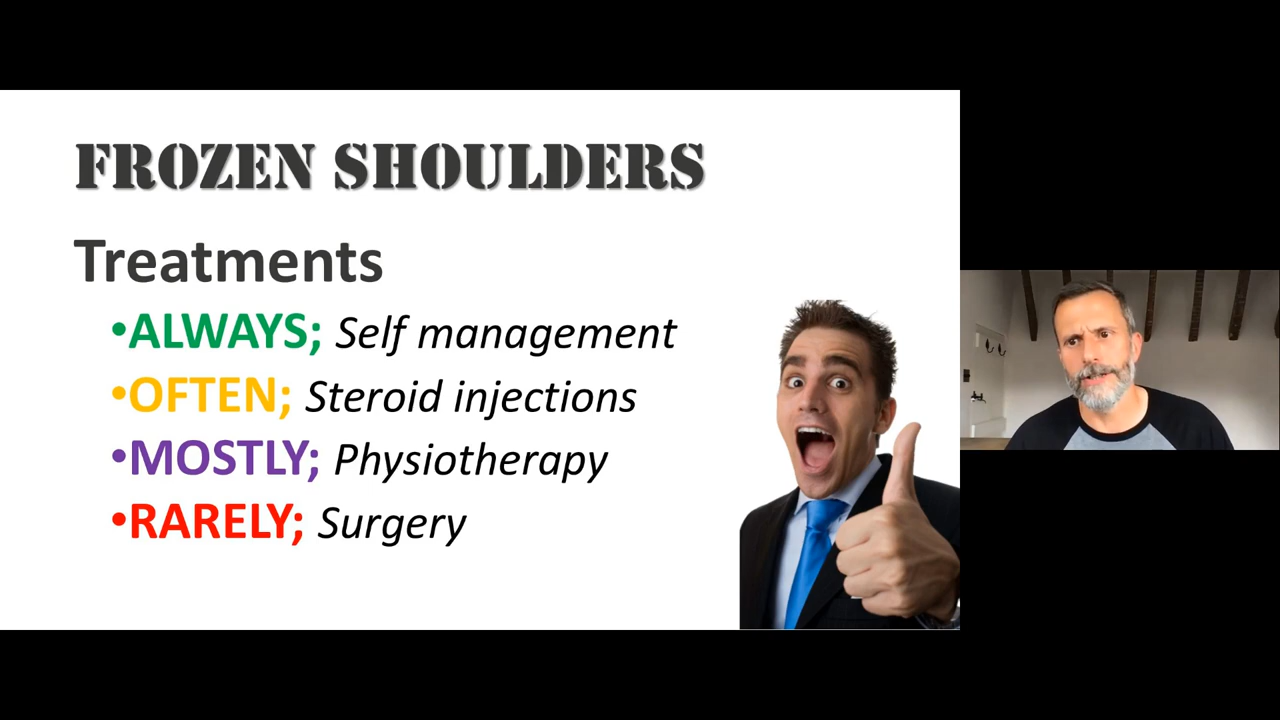 FROZEN SHOULDERS
Treatments
•ALWAYS; Self management
•OFTEN; Steroid injections
•MOSTLY; Physiotherapy
•RARELY; Surgery